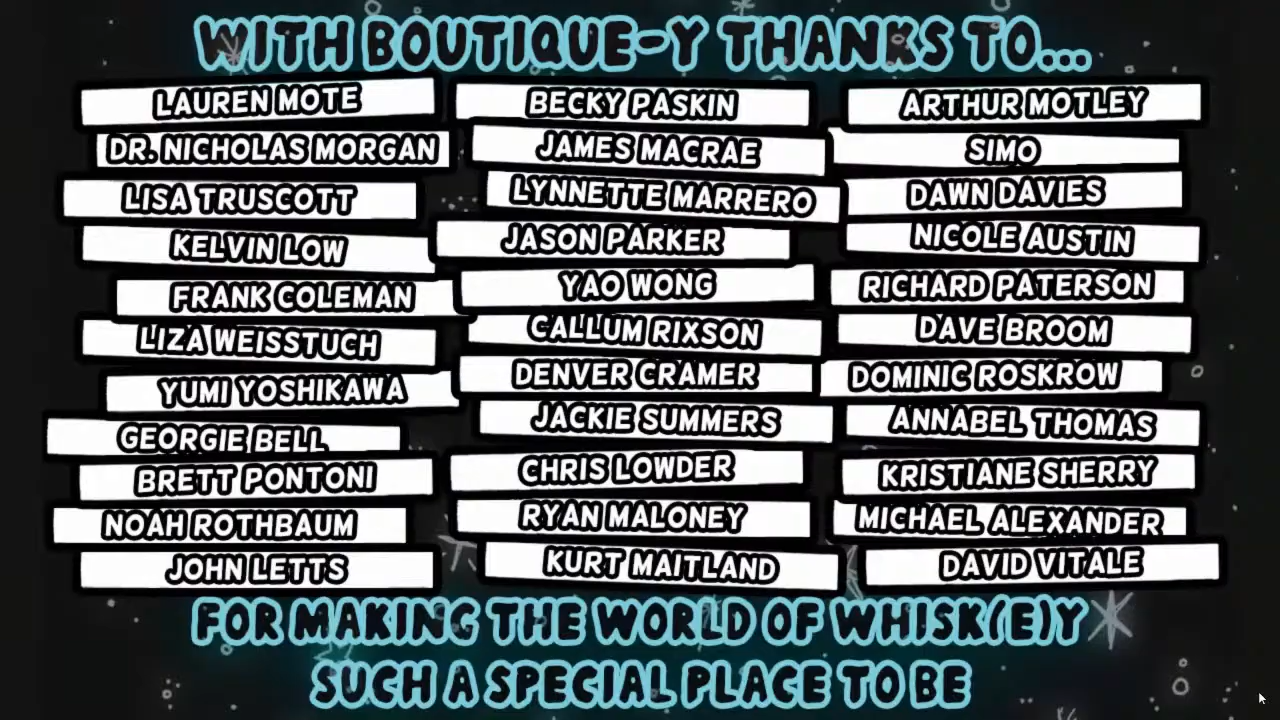 WITH BOUTIQUE-Y THANKS TO...
LAUREN MOTE
DR. NICHOLAS MORGAN
LISA TRUSCOTT
KELVIN LOW
FRANK COLEMAN
LIZA WEISSTUCH
YUMI YOSHIKAWA
GEORGIE BELL
BRETT PONTONI
NOAH ROTHBAUM
JOHN LETTS
BECKY PASKIN
JAMES MACRAE
LYNNETTE MARRERO
JASON PARKER
YAO WONG
CALLUM RIXSON
DENVER CRAMER
JACKIE SUMMERS
CHRIS LOWDER
RYAN MALONEY
KURT MAITLAND
ARTHUR MOTLEY
SIMO
DAWN DAVIES
NICOLE AUSTIN
RICHARD PATERSON
DAVE BROOM
DOMINIC ROSKROW
ANNABEL THOMAS
KRISTIANE SHERRY
MICHAEL ALEXANDER
DAVID VITALE
FOR MAKING THE WORLD OF WHISK(E)Y
SUCH A SPECIAL PLACE TO BE